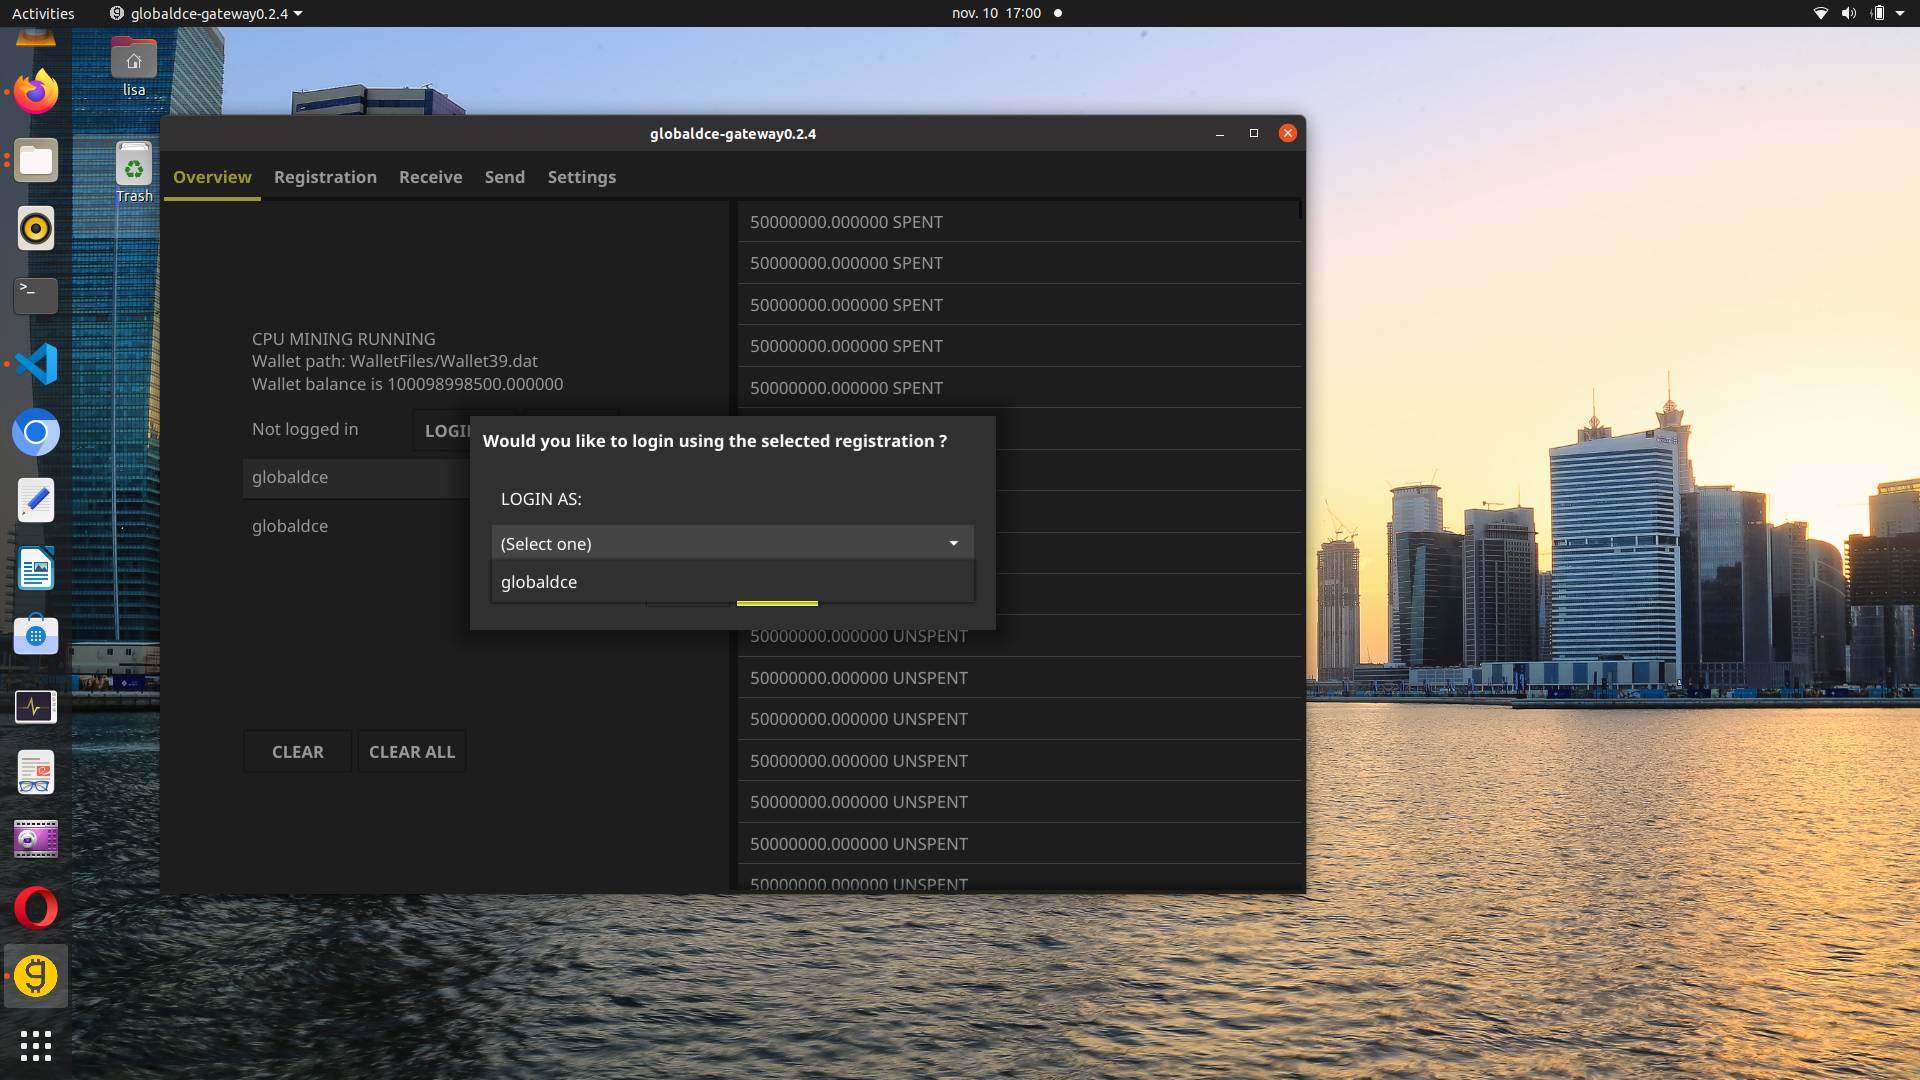 Activities
globaldce-gateway0.2.4
nov. 10 17:00
lisa
Trash
globaldce-gateway0.2.4
Overview
Registration
Receive
Send
Settings
CPU MINING RUNNING
Wallet path: WalletFiles/Wallet39.dat
Wallet balance is 100098998500.000000
Not logged in
globaldce
globaldce
CLEAR
CLEAR ALL
Would you like to login using the selected registration ?
LOGIN AS:
(Select one)
globaldce
50000000.000000 SPENT
50000000.000000 SPENT
50000000.000000 SPENT
50000000.000000 SPENT
50000000.000000 SPENT
50000000.000000 UNSPENT
50000000.000000 UNSPENT
50000000.000000 UNSPENT
50000000.000000 UNSPENT
50000000.000000 UNSPENT
50000000.000000 UNSPENT
50000000.000000 UNSPENT